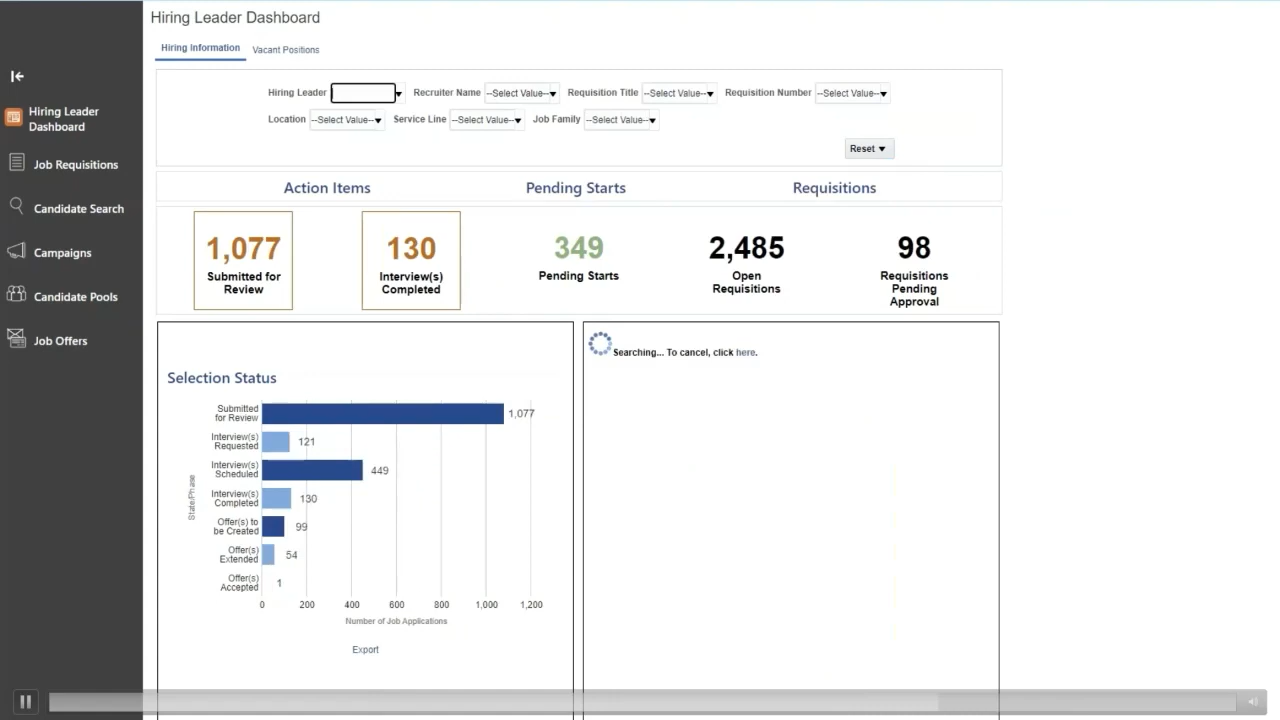 Hiring Leader Dashboard
Hiring Information
Vacant Positions
Hiring Leader
Dashboard
Job Requisitions
Candidate Search
Campaigns
Candidate Pools
Job Offers
Hiring Leader Recruiter Name --Select Value-- Requisition Title --Select Value-- Requisition Number --Select Value--
Location --Select Value-- Service Line --Select Value-- Job Family --Select Value--
Reset
Action Items
Pending Starts
Requisitions
1,077
Submitted for
Review
130
Interview(s)
Completed
349
Pending Starts
2,485
Open
Requisitions
98
Requisitions
Pending
Approval
Selection Status
State/Phase
Submitted
for Review
1,077
Interview(s)
Requested
121
Interview(s)
Scheduled
449
Interview(s)
Completed
130
Offer(s) to
be Created
99
Offer(s)
Extended
54
Offer(s)
Accepted
1
0 200 400 600 800 1,000 1,200
Number of Job Applications
Export
Searching... To cancel, click here.